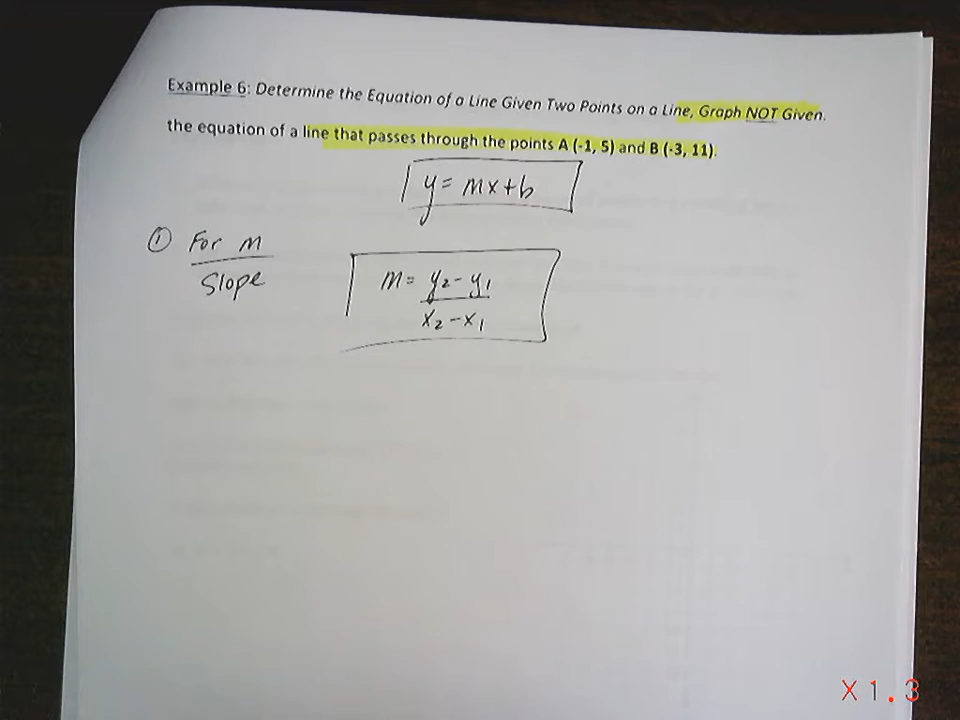 Example 6: Determine the Equation of a Line Given Two Points on a Line, Graph NOT Given.
the equation of a line that passes through the points A (-1, 5) and B (-3, 11).
y = mx+b
① For M
Slope
M = y₂ - y₁
x₂ - x₁
X 1.3